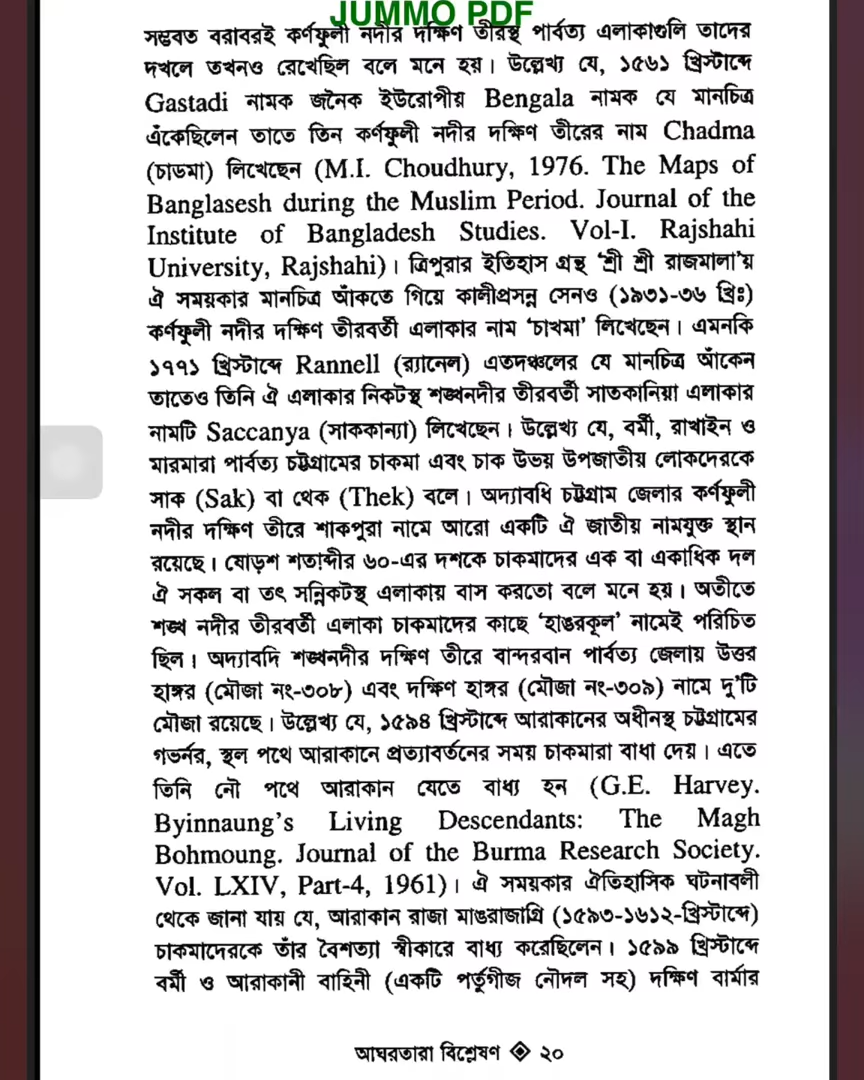 JUMMO PDF
সম্ভবত বরাবরই কর্ণফুলী নদীর দক্ষিণ তীরস্থ পার্বত্য এলাকাগুলি তাদের
দখলে তখনও রেখেছিল বলে মনে হয়। উল্লেখ্য যে, ১৫৬১ খ্রিস্টাব্দে
Gastadi নামক জনৈক ইউরোপীয় Bengala নামক যে মানচিত্র
এঁকেছিলেন তাতে তিন কর্ণফুলী নদীর দক্ষিণ তীরের নাম Chadma
(চাডমা) লিখেছেন (M.I. Choudhury, 1976. The Maps of
Banglasesh during the Muslim Period. Journal of the
Institute of Bangladesh Studies. Vol-I. Rajshahi
University, Rajshahi)। ত্রিপুরার ইতিহাস গ্রন্থ ‘শ্রী শ্রী রাজমালা’য়
ঐ সময়কার মানচিত্র আঁকতে গিয়ে কালীপ্রসন্ন সেনও (১৯৩১-৩৬ খ্রিঃ)
কর্ণফুলী নদীর দক্ষিণ তীরবর্তী এলাকার নাম ‘চাখমা’ লিখেছেন। এমনকি
১৭৭১ খ্রিস্টাব্দে Rannell (র‍্যানেল) এতদঞ্চলের যে মানচিত্র আঁকেন
তাতেও তিনি ঐ এলাকার নিকটস্থ শঙ্খনদীর তীরবর্তী সাতকানিয়া এলাকার
নামটি Saccanya (সাককান্যা) লিখেছেন। উল্লেখ্য যে, বর্মী, রাখাইন ও
মারমারা পার্বত্য চট্টগ্রামের চাকমা এবং চাক উভয় উপজাতীয় লোকদেরকে
সাক (Sak) বা থেক (Thek) বলে। অদ্যাবধি চট্টগ্রাম জেলার কর্ণফুলী
নদীর দক্ষিণ তীরে শাকপুরা নামে আরো একটি ঐ জাতীয় নামযুক্ত স্থান
রয়েছে। ষোড়শ শতাব্দীর ৬০-এর দশকে চাকমাদের এক বা একাধিক দল
ঐ সকল বা তৎ সন্নিকটস্থ এলাকায় বাস করতো বলে মনে হয়। অতীতে
শঙ্খ নদীর তীরবর্তী এলাকা চাকমাদের কাছে ‘হাঙরকূল’ নামেই পরিচিত
ছিল। অদ্যাবদি শঙ্খনদীর দক্ষিণ তীরে বান্দরবান পার্বত্য জেলায় উত্তর
হাঙ্গর (মৌজা নং-৩০৮) এবং দক্ষিণ হাঙ্গর (মৌজা নং-৩০৯) নামে দু’টি
মৌজা রয়েছে। উল্লেখ্য যে, ১৫৯৪ খ্রিস্টাব্দে আরাকানের অধীনস্থ চট্টগ্রামের
গভর্নর, স্থল পথে আরাকানে প্রত্যাবর্তনের সময় চাকমারা বাধা দেয়। এতে
তিনি নৌ পথে আরাকান যেতে বাধ্য হন (G.E. Harvey.
Byinnaung’s Living Descendants: The Magh
Bohmoung. Journal of the Burma Research Society.
Vol. LXIV, Part-4, 1961)। ঐ সময়কার ঐতিহাসিক ঘটনাবলী
থেকে জানা যায় যে, আরাকান রাজা মাঙরাজাগ্রি (১৫৯৩-১৬১২-খ্রিস্টাব্দে)
চাকমাদেরকে তাঁর বৈশত্যা স্বীকারে বাধ্য করেছিলেন। ১৫৯৯ খ্রিস্টাব্দে
বর্মী ও আরাকানী বাহিনী (একটি পর্তুগীজ নৌদল সহ) দক্ষিণ বার্মার
আঘরতারা বিশ্লেষণ ◈ ২০